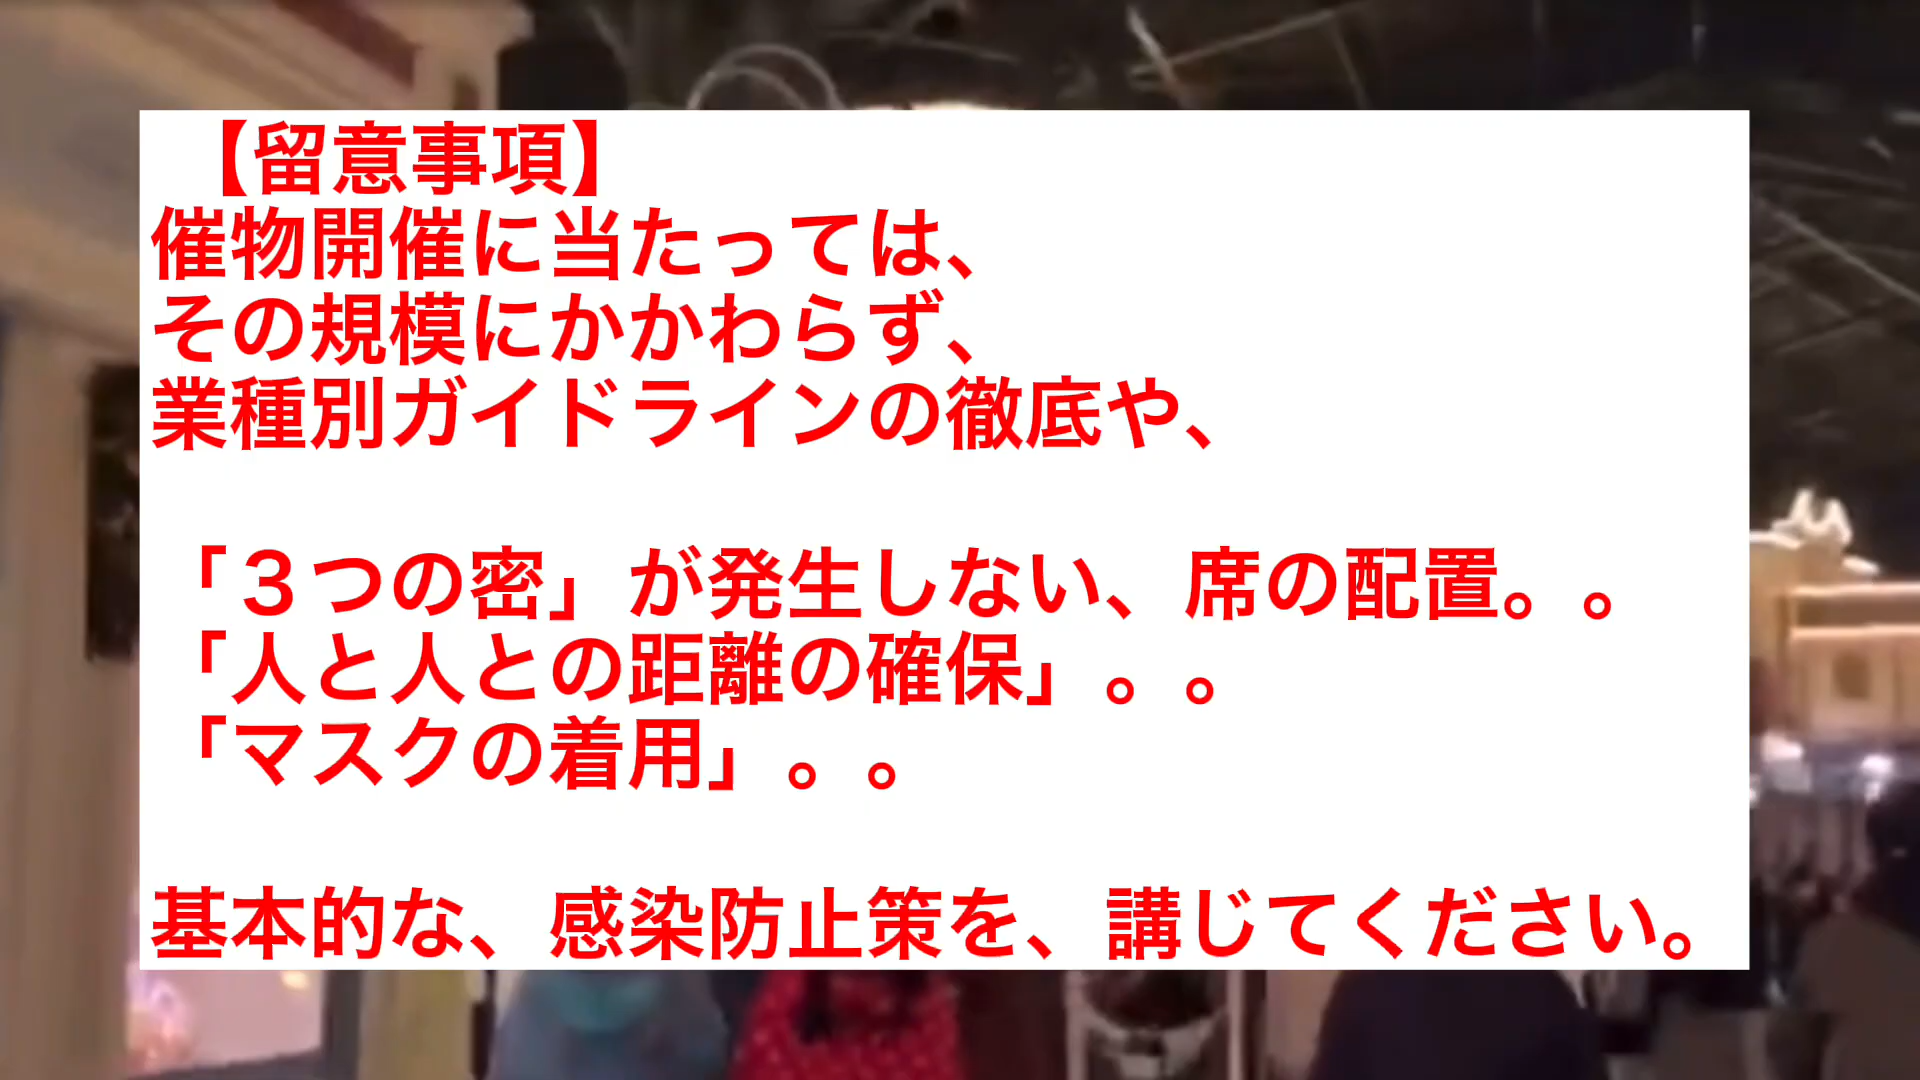 【留意事項】
催物開催に当たっては、
その規模にかかわらず、
業種別ガイドラインの徹底や、
「３つの密」が発生しない、席の配置。。
「人と人との距離の確保」。。
「マスクの着用」。。
基本的な、感染防止策を、講じてください。